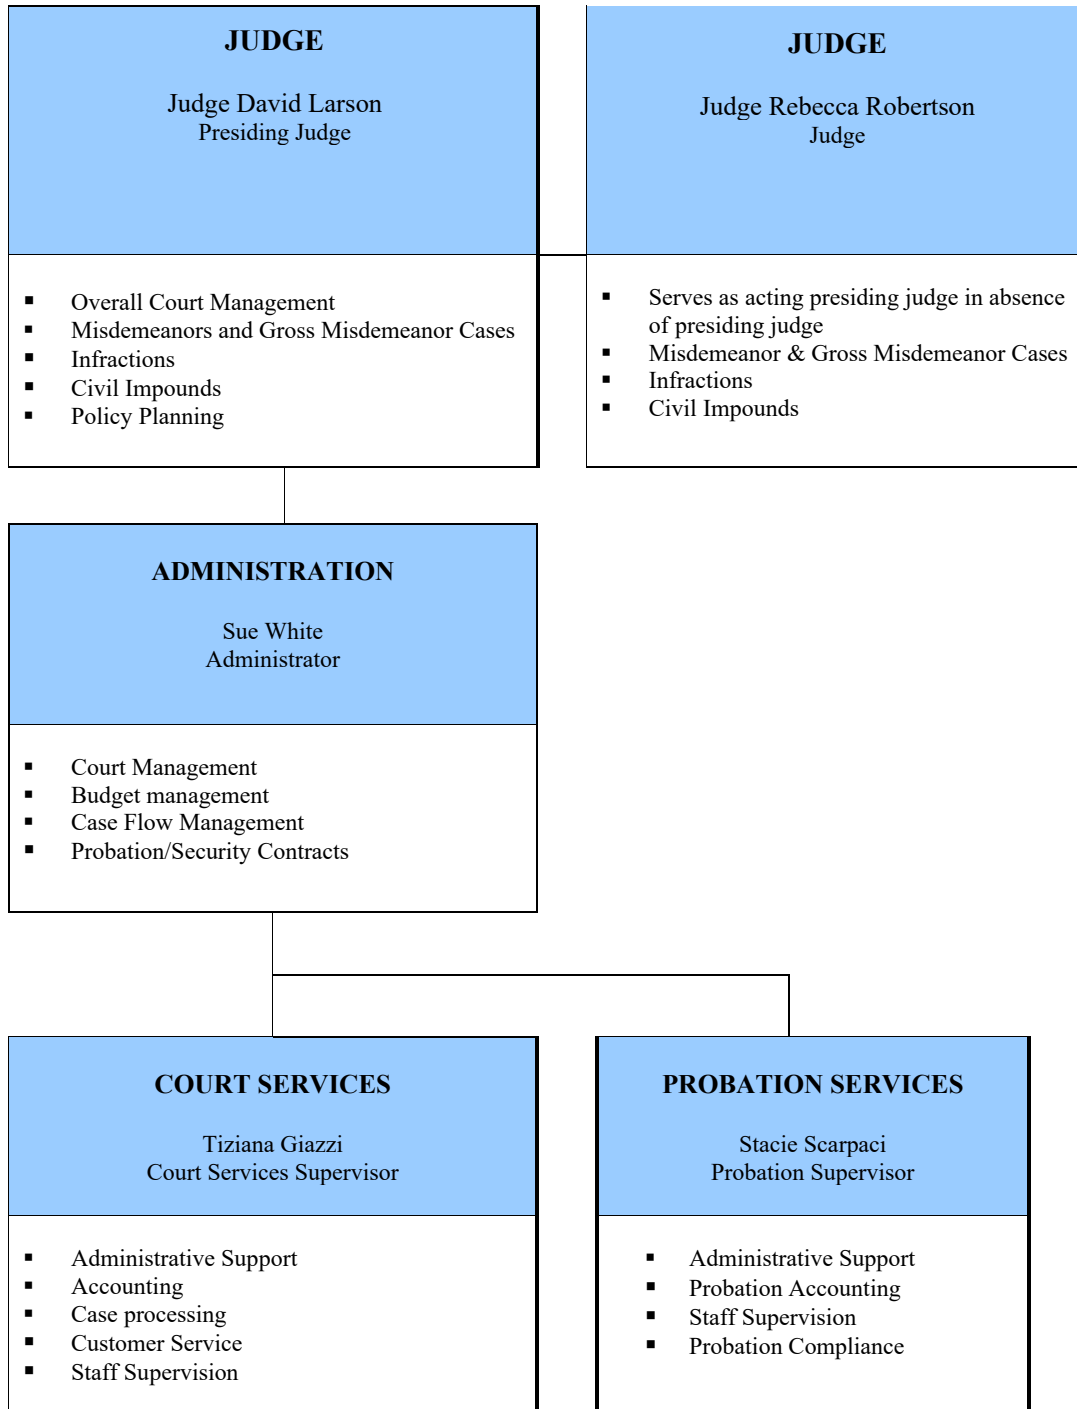 JUDGE
Judge David Larson
Presiding Judge
▪ Overall Court Management
▪ Misdemeanors and Gross Misdemeanor Cases
▪ Infractions
▪ Civil Impounds
▪ Policy Planning
JUDGE
Judge Rebecca Robertson
Judge
▪ Serves as acting presiding judge in absence
of presiding judge
▪ Misdemeanor & Gross Misdemeanor Cases
▪ Infractions
▪ Civil Impounds
ADMINISTRATION
Sue White
Administrator
▪ Court Management
▪ Budget management
▪ Case Flow Management
▪ Probation/Security Contracts
COURT SERVICES
Tiziana Giazzi
Court Services Supervisor
▪ Administrative Support
▪ Accounting
▪ Case processing
▪ Customer Service
▪ Staff Supervision
PROBATION SERVICES
Stacie Scarpaci
Probation Supervisor
▪ Administrative Support
▪ Probation Accounting
▪ Staff Supervision
▪ Probation Compliance